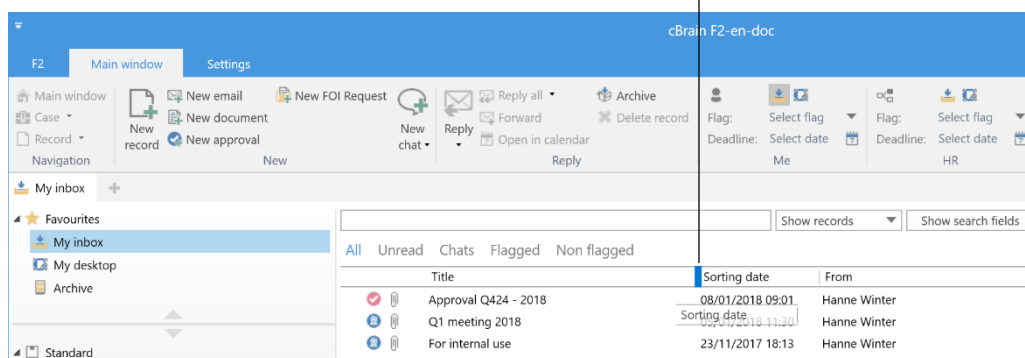 cBrain F2-en-doc
F2 Main window Settings
Main window New email New FOI Request Reply all Archive
Case New document Forward Delete record Flag: Select flag Flag: Select flag
Record New record New approval New chat Reply Open in calendar Deadline: Select date Deadline: Select date
Navigation New Reply Me HR
My inbox
Favourites Show records Show search fields
My inbox All Unread Chats Flagged Non flagged
My desktop Title Sorting date From
Archive Approval Q424 - 2018 08/01/2018 09:01 Hanne Winter
Sorting date
Q1 meeting 2018 05/01/2018 11:30 Hanne Winter
Standard For internal use 23/11/2017 18:13 Hanne Winter